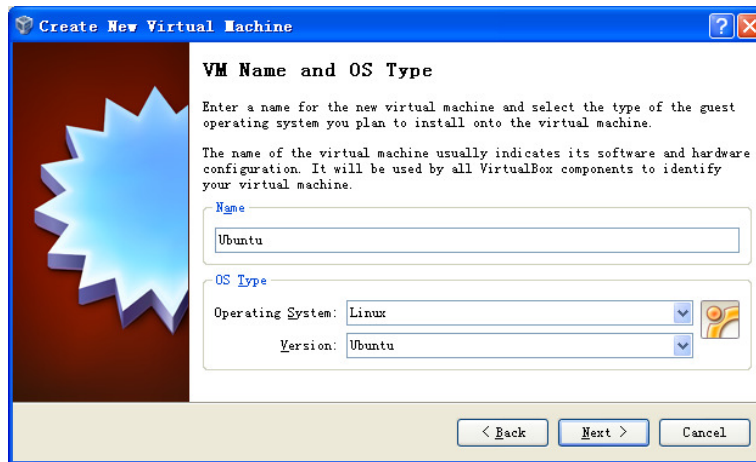 Create New Virtual Machine
VM Name and OS Type
Enter a name for the new virtual machine and select the type of the guest
operating system you plan to install onto the virtual machine.
The name of the virtual machine usually indicates its software and hardware
configuration. It will be used by all VirtualBox components to identify
your virtual machine.
Name
Ubuntu
OS Type
Operating System: Linux
Version: Ubuntu
< Back Next > Cancel